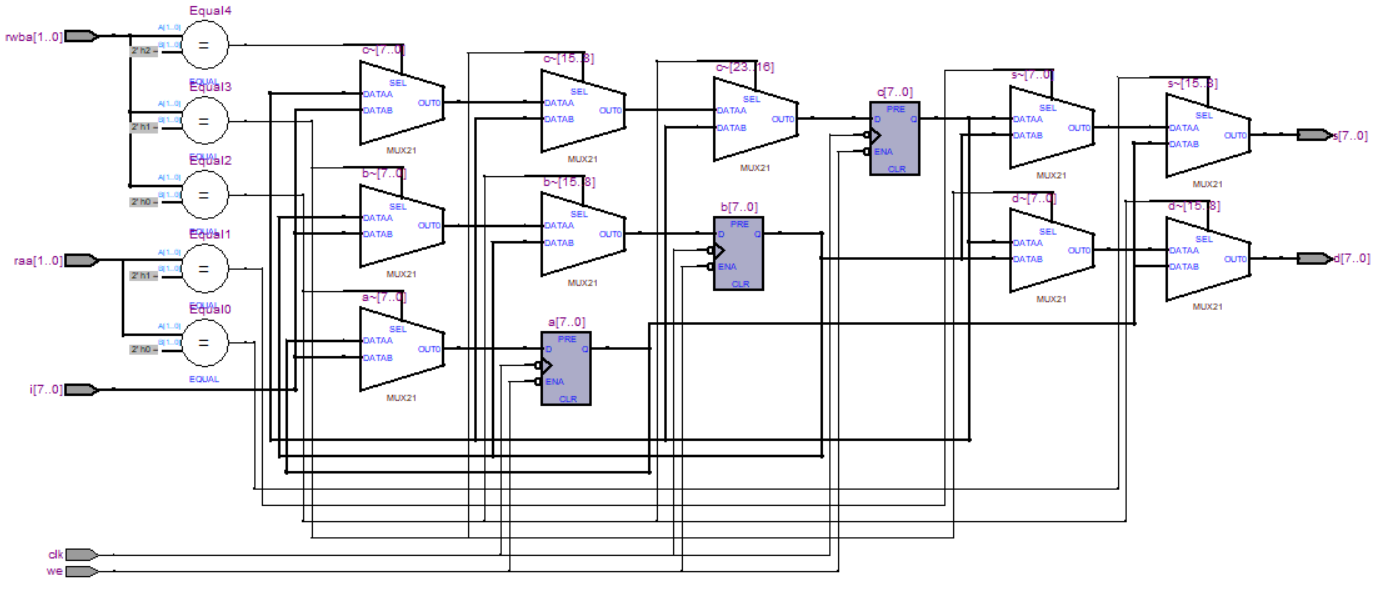 Equal4
rwba[1..0]
A[1..0]
B[1..0]
2' h2
=
EQUAL
Equal3
A[1..0]
B[1..0]
2' h1
=
EQUAL
Equal2
A[1..0]
B[1..0]
2' h0
=
EQUAL
Equal1
raa[1..0]
A[1..0]
B[1..0]
2' h1
=
EQUAL
Equal0
A[1..0]
B[1..0]
2' h0
=
EQUAL
i[7..0]
clk
we
c~[7..0]
SEL
DATAA
DATAB
OUT0
MUX21
c~[15..8]
SEL
DATAA
DATAB
OUT0
MUX21
c~[23..16]
SEL
DATAA
DATAB
OUT0
MUX21
c[7..0]
PRE
D
Q
ENA
CLR
s~[7..0]
SEL
DATAA
DATAB
OUT0
MUX21
s~[15..8]
SEL
DATAA
DATAB
OUT0
MUX21
s[7..0]
b~[7..0]
SEL
DATAA
DATAB
OUT0
MUX21
b~[15..8]
SEL
DATAA
DATAB
OUT0
MUX21
b[7..0]
PRE
D
Q
ENA
CLR
d~[7..0]
SEL
DATAA
DATAB
OUT0
MUX21
d~[15..8]
SEL
DATAA
DATAB
OUT0
MUX21
d[7..0]
a~[7..0]
SEL
DATAA
DATAB
OUT0
MUX21
a[7..0]
PRE
D
Q
ENA
CLR